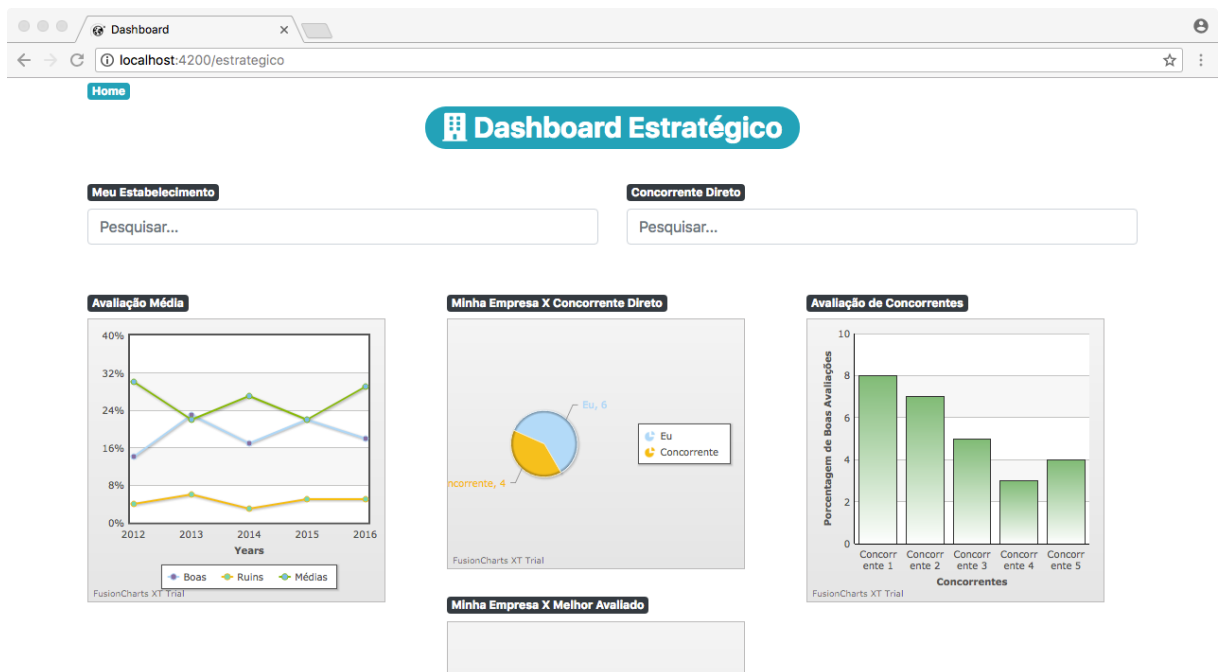 Dashboard
localhost:4200/estrategico
Home
Dashboard Estratégico
Meu Estabelecimento
Concorrente Direto
Pesquisar...
Pesquisar...
Avaliação Média
40%
32%
24%
16%
8%
0%
2012 2013 2014 2015 2016
Years
Boas Ruins Médias
FusionCharts XT Trial
Minha Empresa X Concorrente Direto
Eu, 6
ncorrente, 4
Eu
Concorrente
FusionCharts XT Trial
Minha Empresa X Melhor Avaliado
Avaliação de Concorrentes
Porcentagem de Boas Avaliações
10
8
6
4
2
0
Concorr Concorr Concorr Concorr Concorr
ente 1 ente 2 ente 3 ente 4 ente 5
Concorrentes
FusionCharts XT Trial